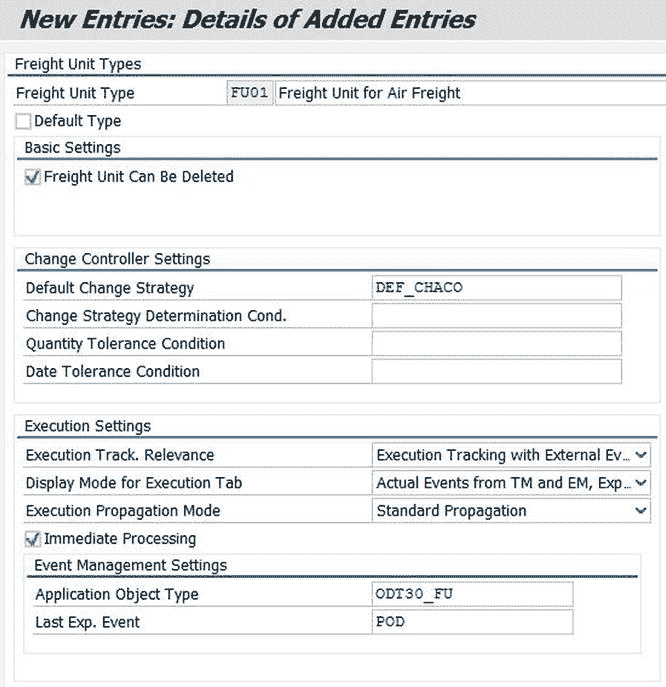 New Entries: Details of Added Entries
Freight Unit Types
Freight Unit Type FU01 Freight Unit for Air Freight
Default Type
Basic Settings
Freight Unit Can Be Deleted
Change Controller Settings
Default Change Strategy DEF_CHACO
Change Strategy Determination Cond.
Quantity Tolerance Condition
Date Tolerance Condition
Execution Settings
Execution Track. Relevance Execution Tracking with External Ev...
Display Mode for Execution Tab Actual Events from TM and EM, Exp...
Execution Propagation Mode Standard Propagation
Immediate Processing
Event Management Settings
Application Object Type ODT30_FU
Last Exp. Event POD